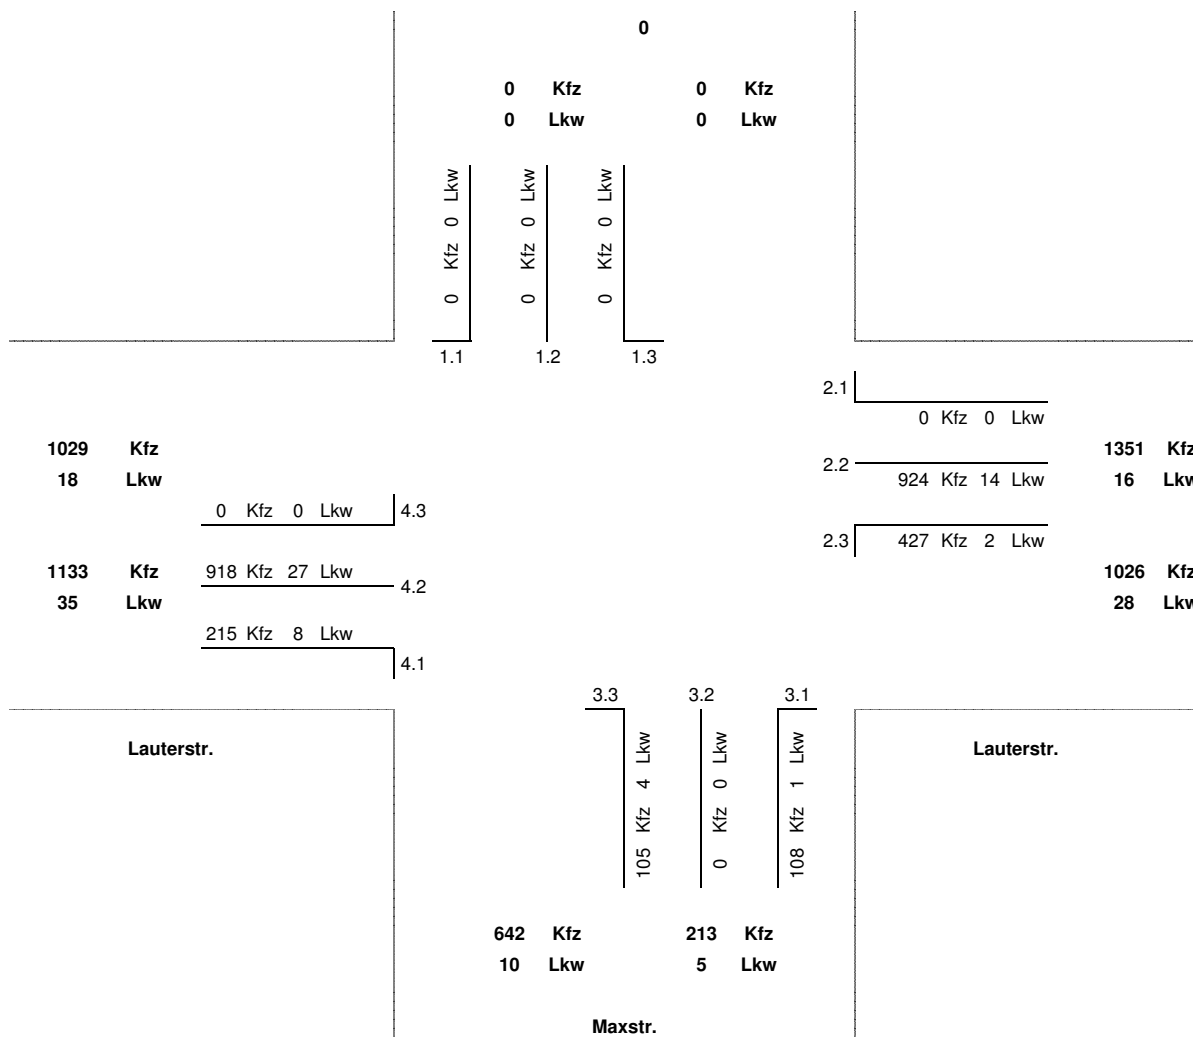 0
0 Kfz 0 Kfz
0 Lkw 0 Lkw
0 Kfz 0 Lkw
0 Kfz 0 Lkw
0 Kfz 0 Lkw
1.1 1.2 1.3
2.1
0 Kfz 0 Lkw
1029 Kfz
18 Lkw
2.2
924 Kfz 14 Lkw
1351 Kfz
16 Lkw
0 Kfz 0 Lkw 4.3
2.3
427 Kfz 2 Lkw
1133 Kfz
35 Lkw
918 Kfz 27 Lkw 4.2
1026 Kfz
28 Lkw
215 Kfz 8 Lkw
4.1
3.3 3.2 3.1
Lauterstr.
105 Kfz 4 Lkw
0 Kfz 0 Lkw
108 Kfz 1 Lkw
Lauterstr.
642 Kfz 213 Kfz
10 Lkw 5 Lkw
Maxstr.